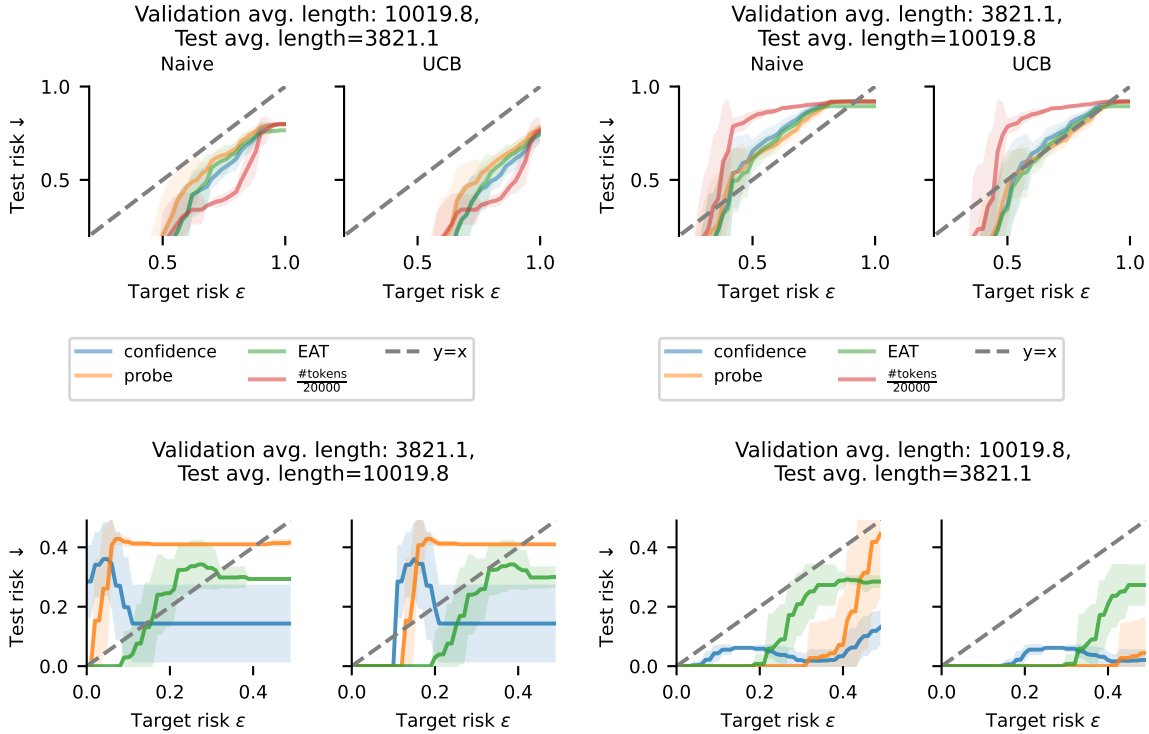 Validation avg. length: 10019.8,
Test avg. length=3821.1
Naive
UCB
Test risk ↓
1.0
0.5
0.5
1.0
0.5
1.0
Target risk ε
Target risk ε
Validation avg. length: 3821.1,
Test avg. length=10019.8
Naive
UCB
Test risk ↓
1.0
0.5
0.5
1.0
0.5
1.0
Target risk ε
Target risk ε
confidence
EAT
y=x
probe
#tokens
20000
confidence
EAT
y=x
probe
#tokens
20000
Validation avg. length: 3821.1,
Test avg. length=10019.8
Test risk ↓
0.4
0.2
0.0
0.0
0.2
0.4
0.0
0.2
0.4
Target risk ε
Target risk ε
Validation avg. length: 10019.8,
Test avg. length=3821.1
Test risk ↓
0.4
0.2
0.0
0.0
0.2
0.4
0.0
0.2
0.4
Target risk ε
Target risk ε